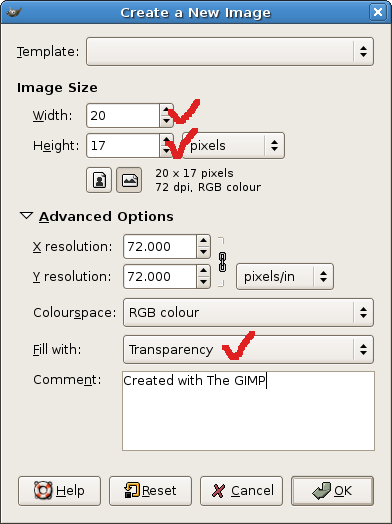 Create a New Image
Template:
Image Size
Width: 20
Height: 17 pixels
20 x 17 pixels
72 dpi, RGB colour
Advanced Options
X resolution: 72.000
Y resolution: 72.000 pixels/in
Colourspace: RGB colour
Fill with: Transparency
Comment: Created with The GIMP
Help Reset Cancel OK